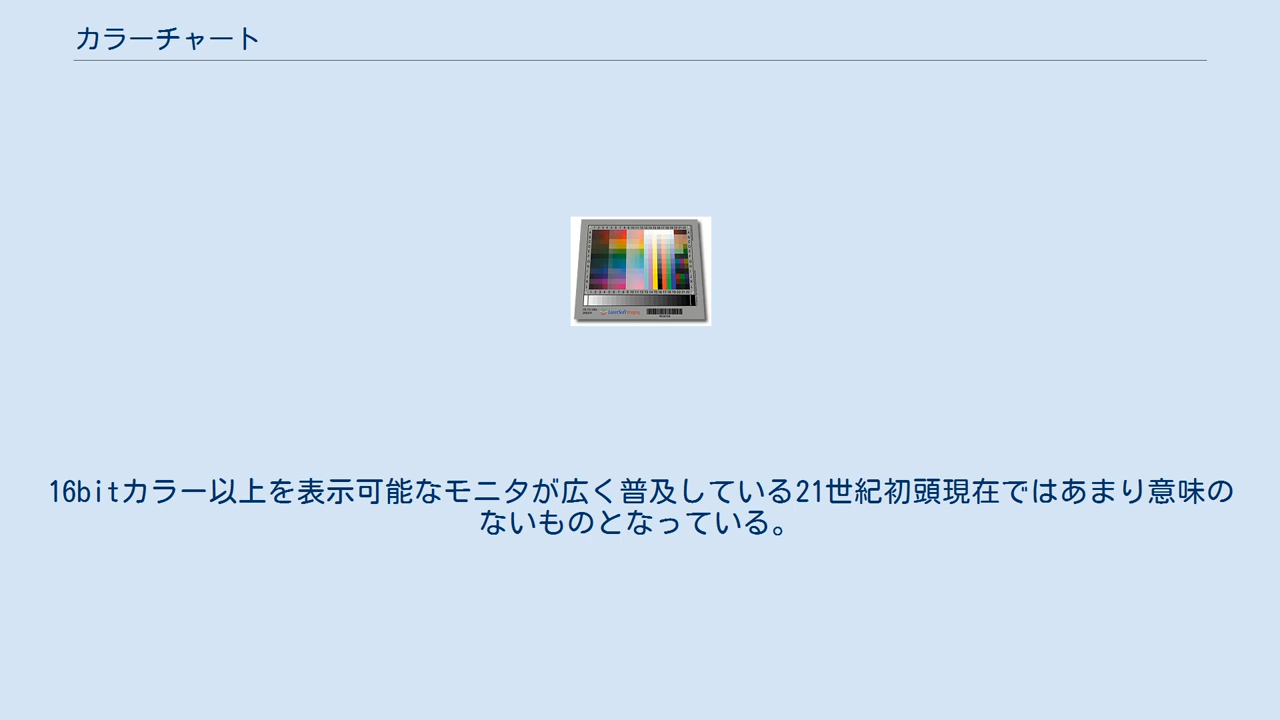 カラーチャート
LaserSoft Imaging
16bitカラー以上を表示可能なモニタが広く普及している21世紀初頭現在ではあまり意味の
ないものとなっている。